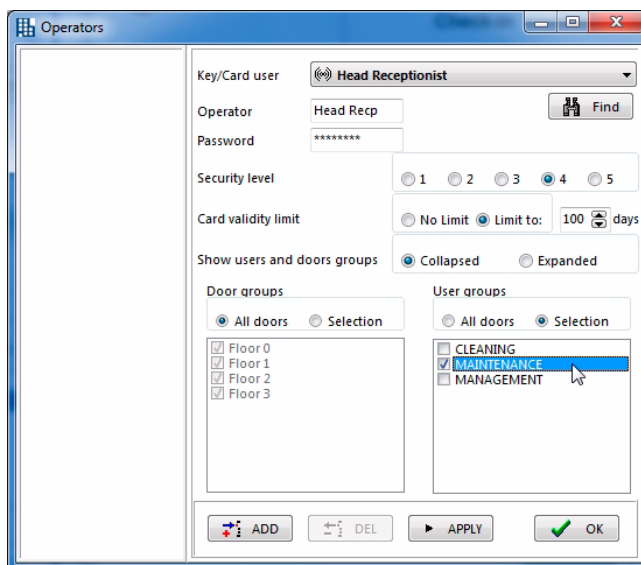 Operators
Key/Card user Head Receptionist
Operator Head Recp Find
Password ********
Security level 1 2 3 4 5
Card validity limit No Limit Limit to: 100 days
Show users and doors groups Collapsed Expanded
Door groups User groups
All doors Selection All doors Selection
Floor 0 CLEANING
Floor 1 MAINTENANCE
Floor 2 MANAGEMENT
Floor 3
ADD DEL APPLY OK